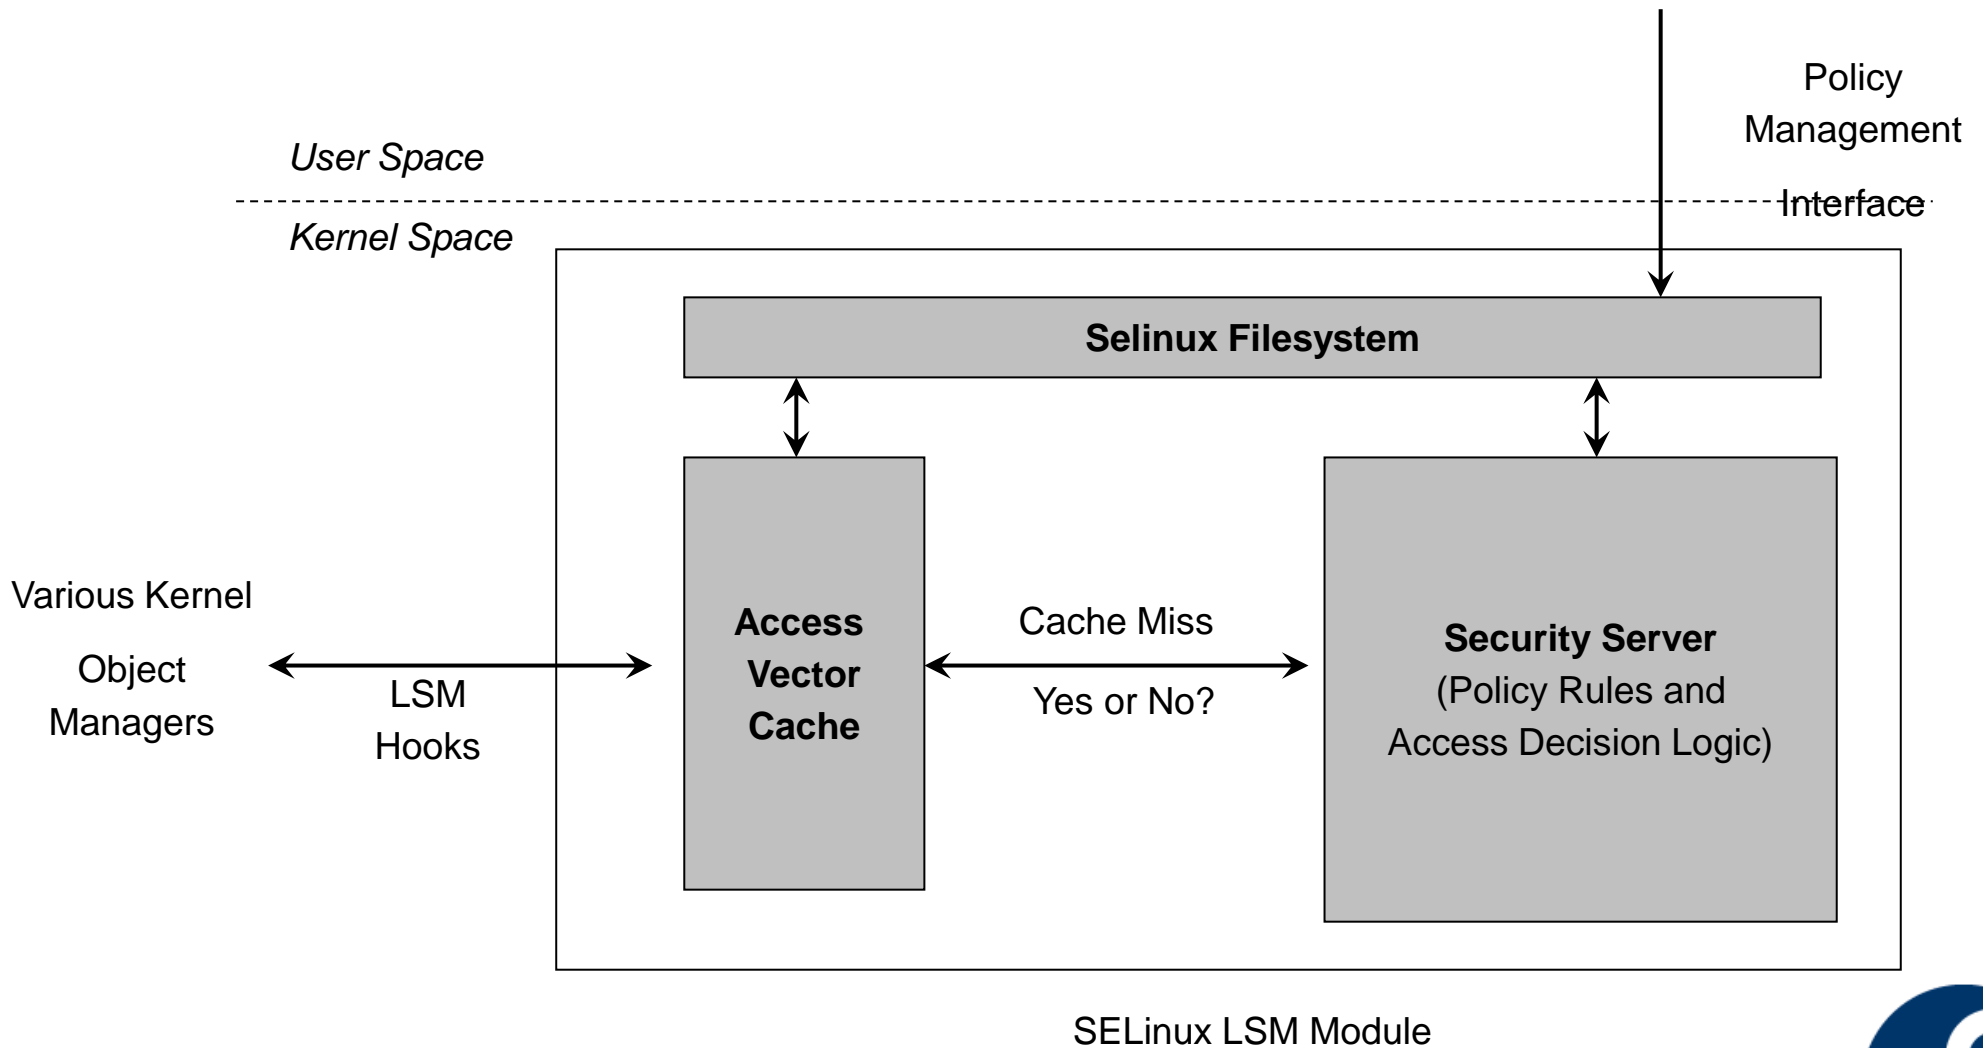 Policy
Management
Interface
User Space
Kernel Space
Selinux Filesystem
Various Kernel
Object
Managers
LSM
Hooks
Access
Vector
Cache
Cache Miss
Yes or No?
Security Server
(Policy Rules and
Access Decision Logic)
SELinux LSM Module